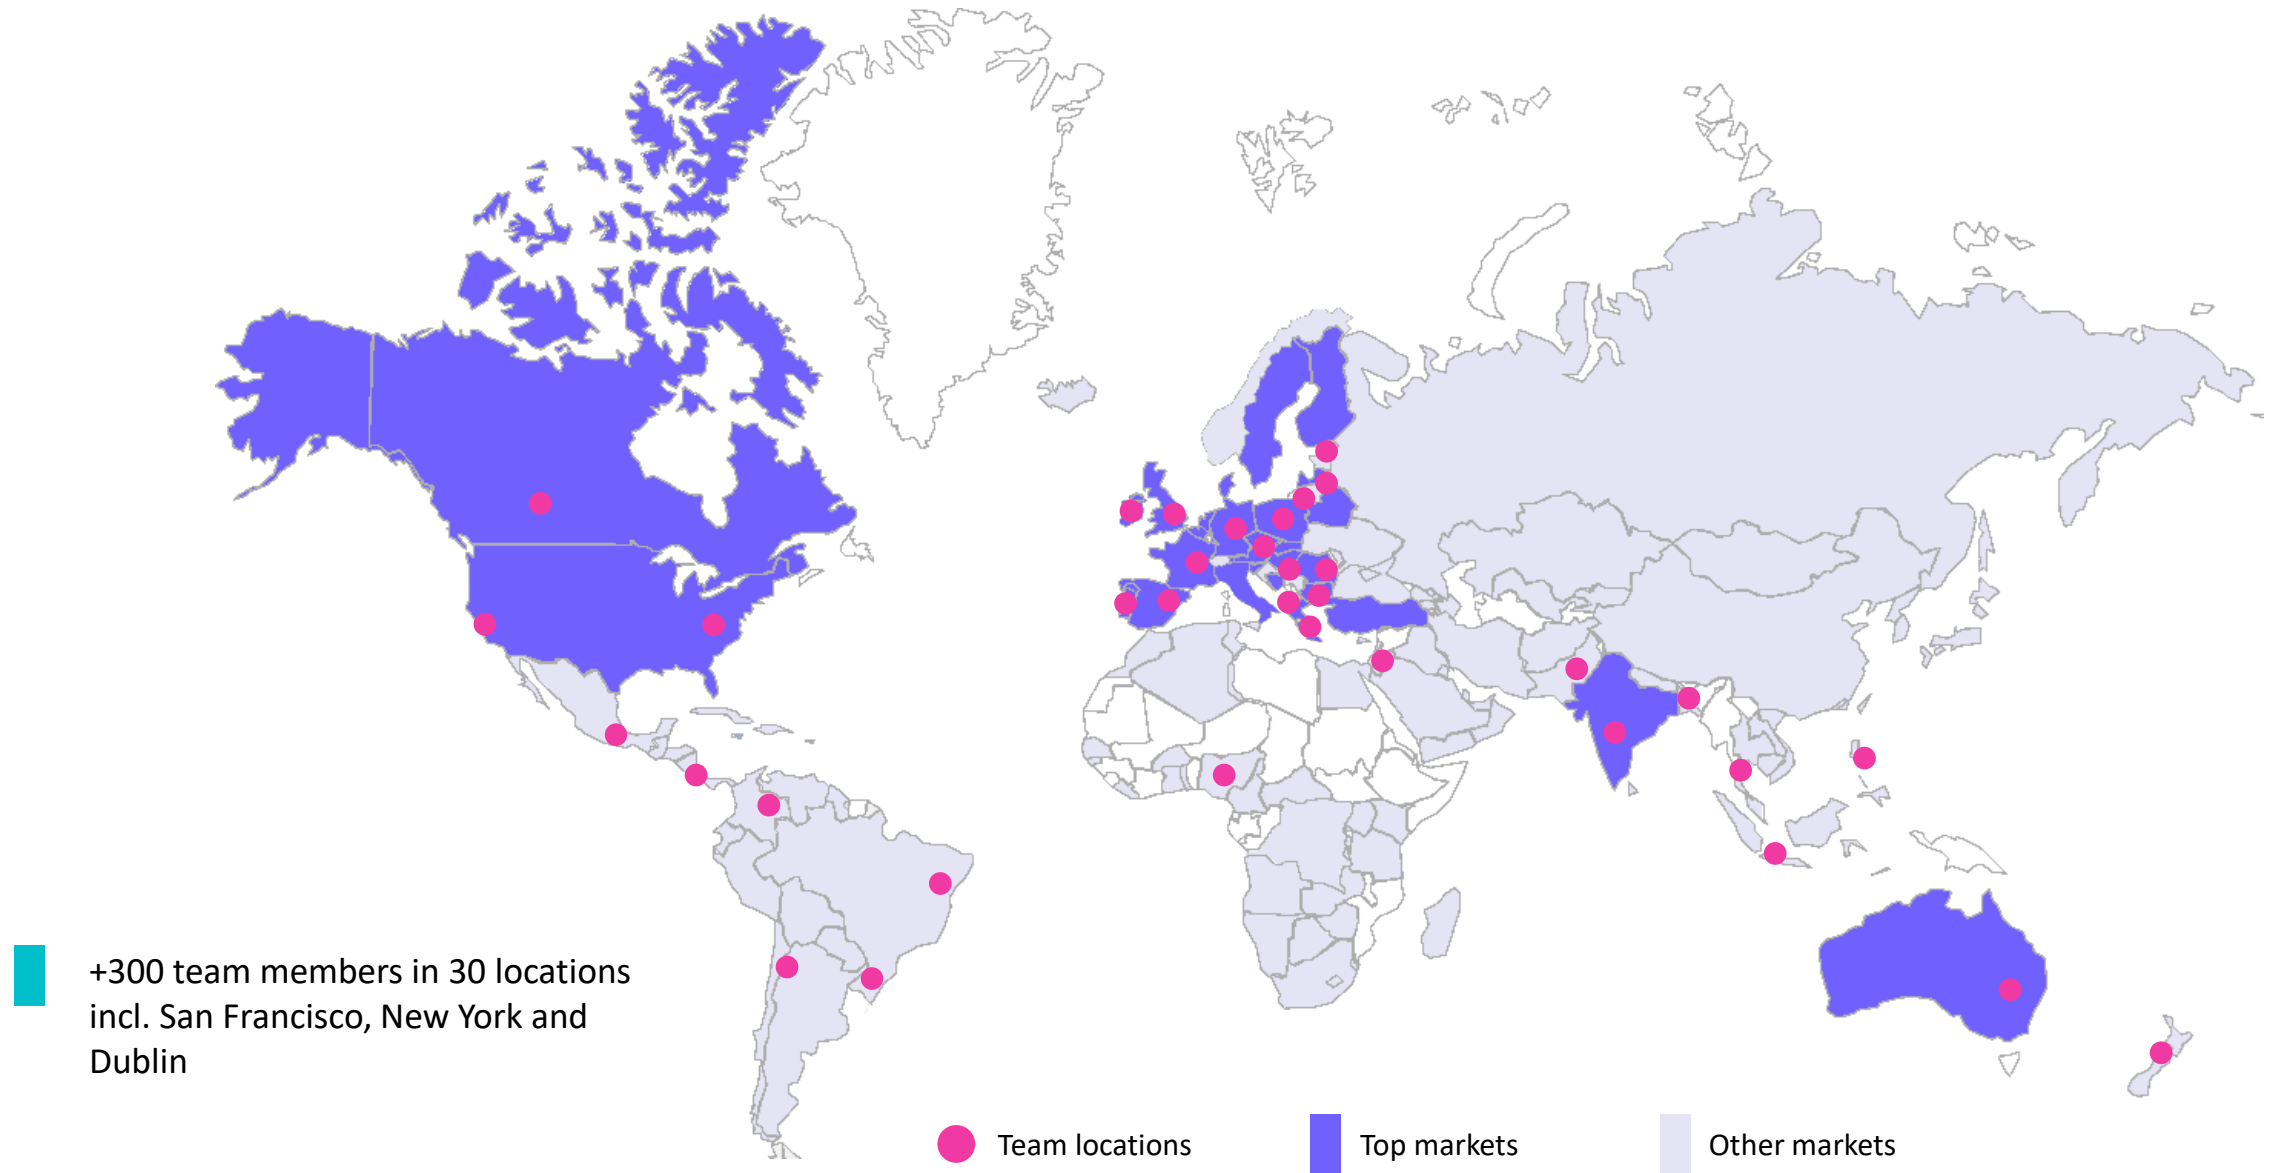 +300 team members in 30 locations
incl. San Francisco, New York and
Dublin
Team locations
Top markets
Other markets